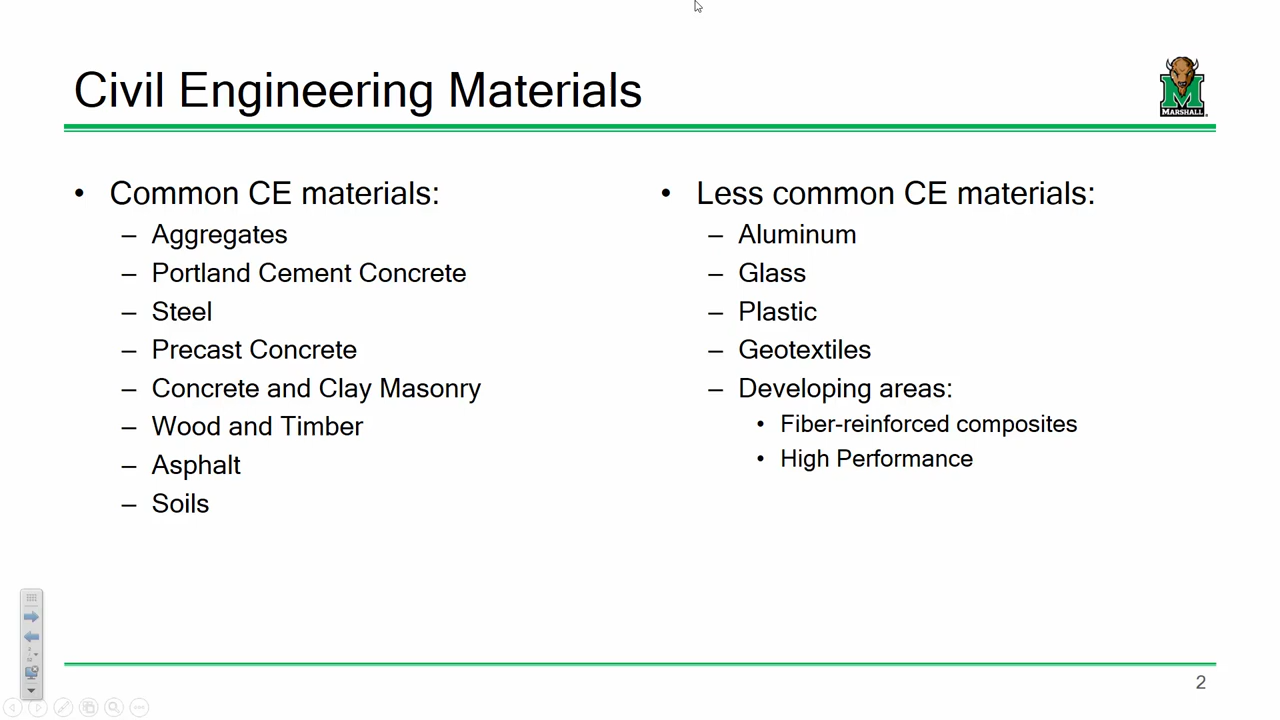 Civil Engineering Materials
MARSHALL
• Common CE materials:
– Aggregates
– Portland Cement Concrete
– Steel
– Precast Concrete
– Concrete and Clay Masonry
– Wood and Timber
– Asphalt
– Soils
• Less common CE materials:
– Aluminum
– Glass
– Plastic
– Geotextiles
– Developing areas:
• Fiber-reinforced composites
• High Performance
2